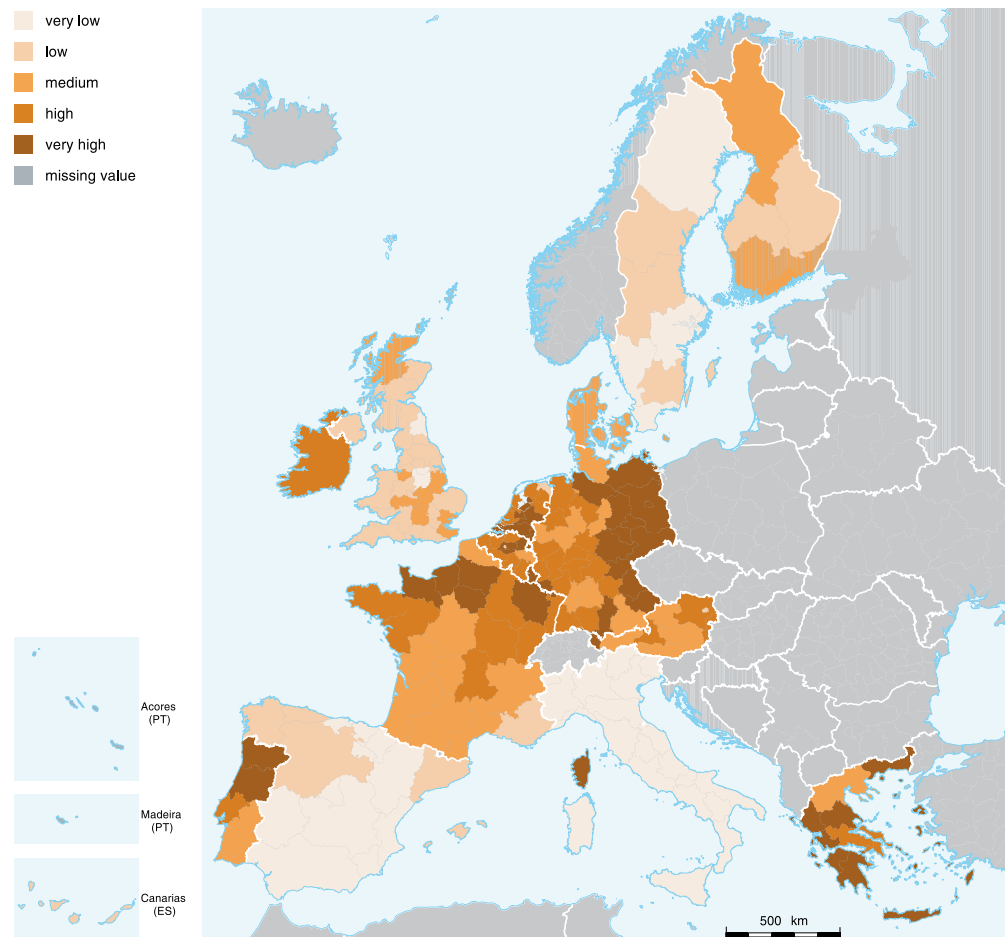 very low
low
medium
high
very high
missing value
Acores
(PT)
Madeira
(PT)
Canarias
(ES)
500 km